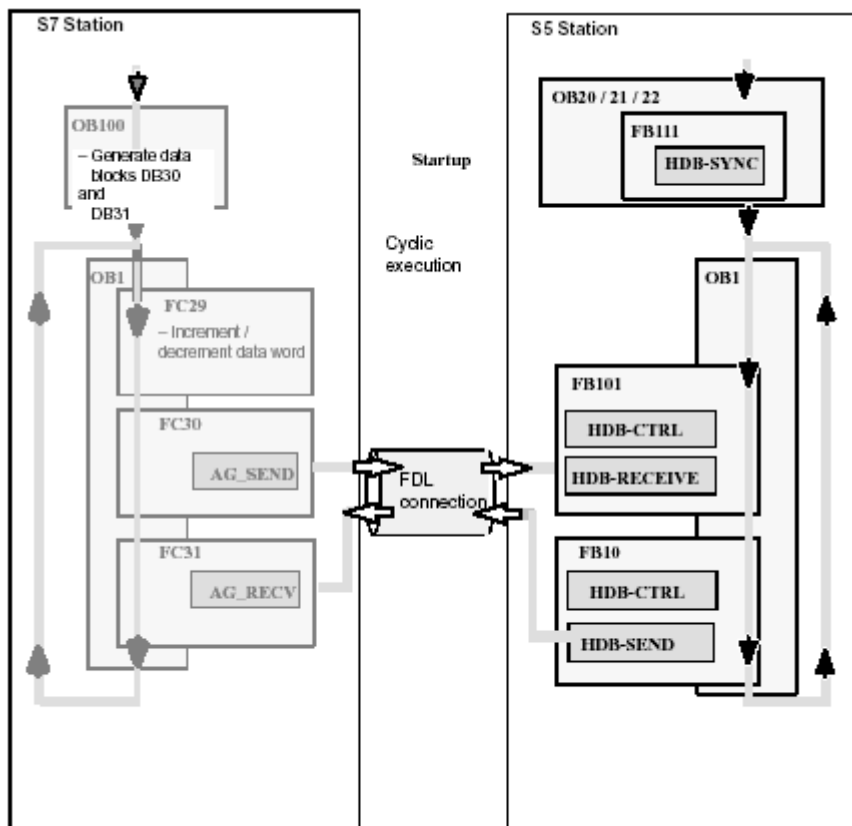 S7 Station
OB100
– Generate data
blocks DB30
and
DB31
OB1
FC29
– Increment /
decrement data word
FC30
AG_SEND
FC31
AG_RECV
Startup
Cyclic
execution
FDL
connection
S5 Station
OB20 / 21 / 22
FB111
HDB-SYNC
OB1
FB101
HDB-CTRL
HDB-RECEIVE
FB10
HDB-CTRL
HDB-SEND